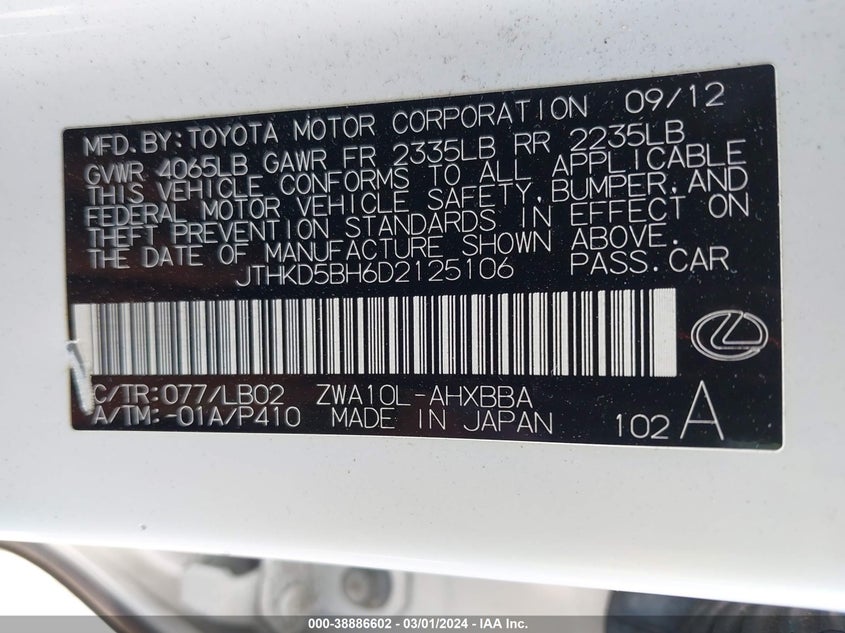 MFD.BY:TOYOTA MOTOR CORPORATION 09/12
GVWR 4065LB GAWR FR 2335LB RR 2235LB
THIS VEHICLE CONFORMS TO ALL APPLICABLE
FEDERAL MOTOR VEHICLE SAFETY,BUMPER,AND
THEFT PREVENTION STANDARDS IN EFFECT ON
THE DATE OF MANUFACTURE SHOWN ABOVE.
JTHKD5BH6D2125106 PASS.CAR
C/TR:077/LB02 ZWA10L-AHXBBA
A/TM:-01A/P410 MADE IN JAPAN 102 A
000-38886602 - 03/01/2024 - IAA Inc.